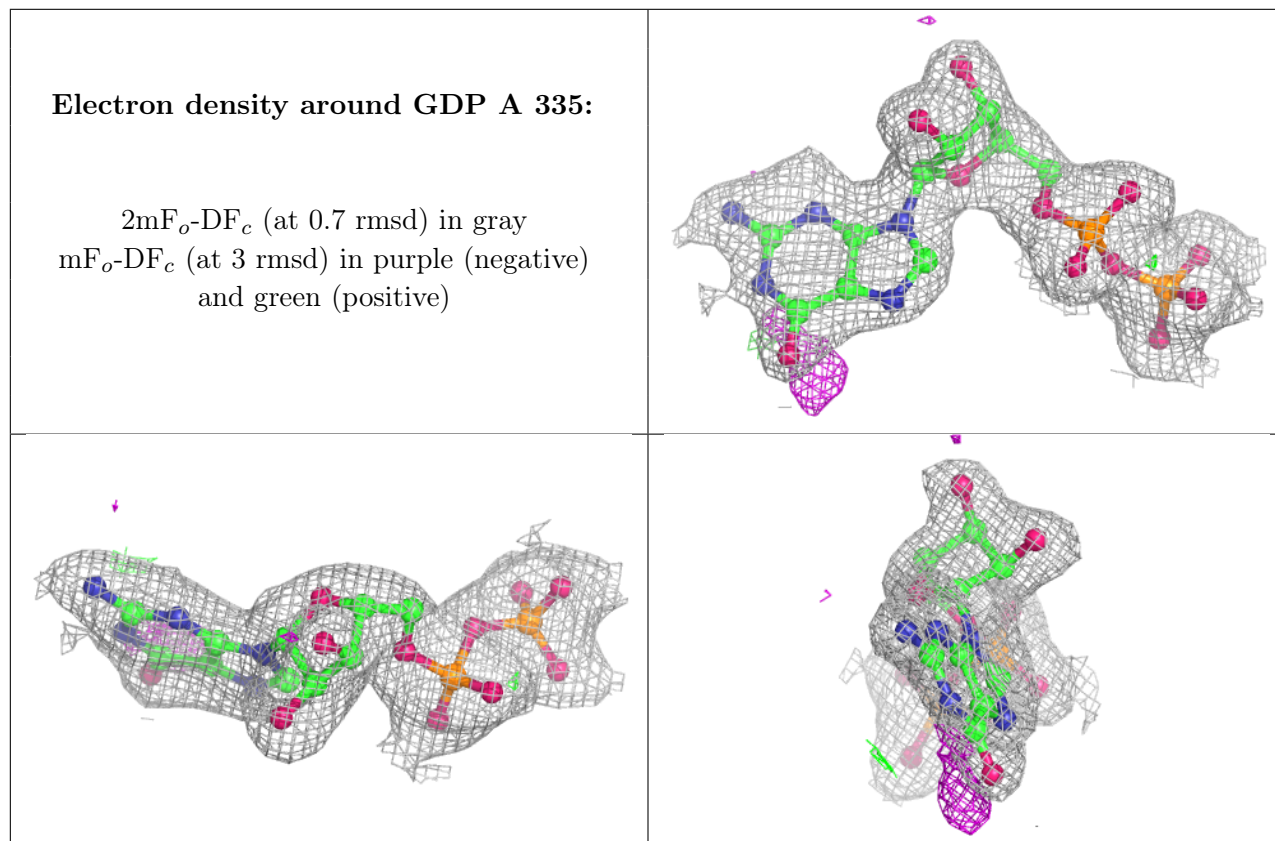 Electron density around GDP A 335:
2mFo-DFc (at 0.7 rmsd) in gray
mFo-DFc (at 3 rmsd) in purple (negative)
and green (positive)